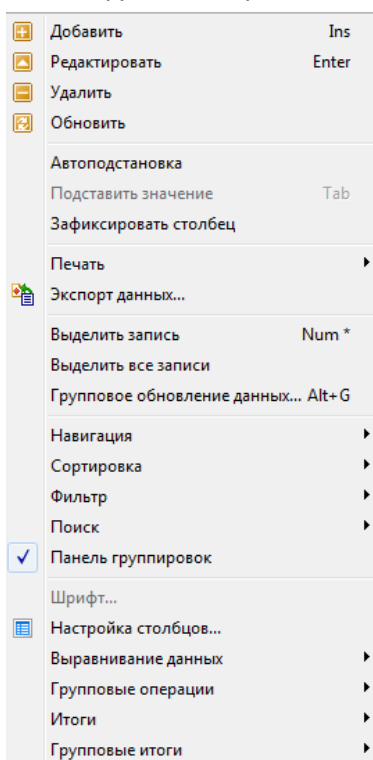 Добавить Ins
Редактировать Enter
Удалить
Обновить
Автоподстановка
Подставить значение Tab
Зафиксировать столбец
Печать
Экспорт данных...
Выделить запись Num *
Выделить все записи
Групповое обновление данных... Alt+G
Навигация
Сортировка
Фильтр
Поиск
Панель группировок
Шрифт...
Настройка столбцов...
Выравнивание данных
Групповые операции
Итоги
Групповые итоги